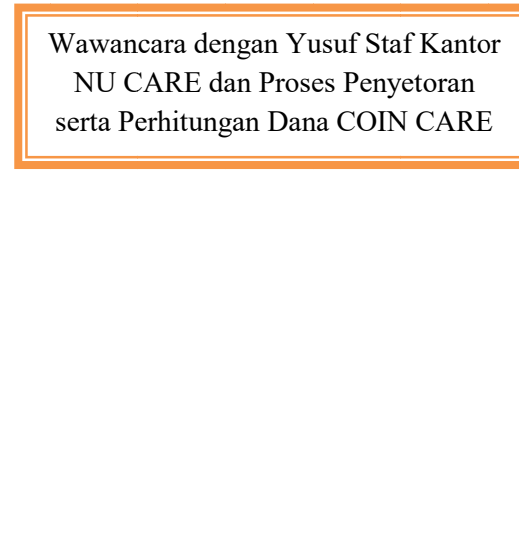 Wawancara dengan Yusuf Staf Kantor
NU CARE dan Proses Penyetoran
serta Perhitungan Dana COIN CARE